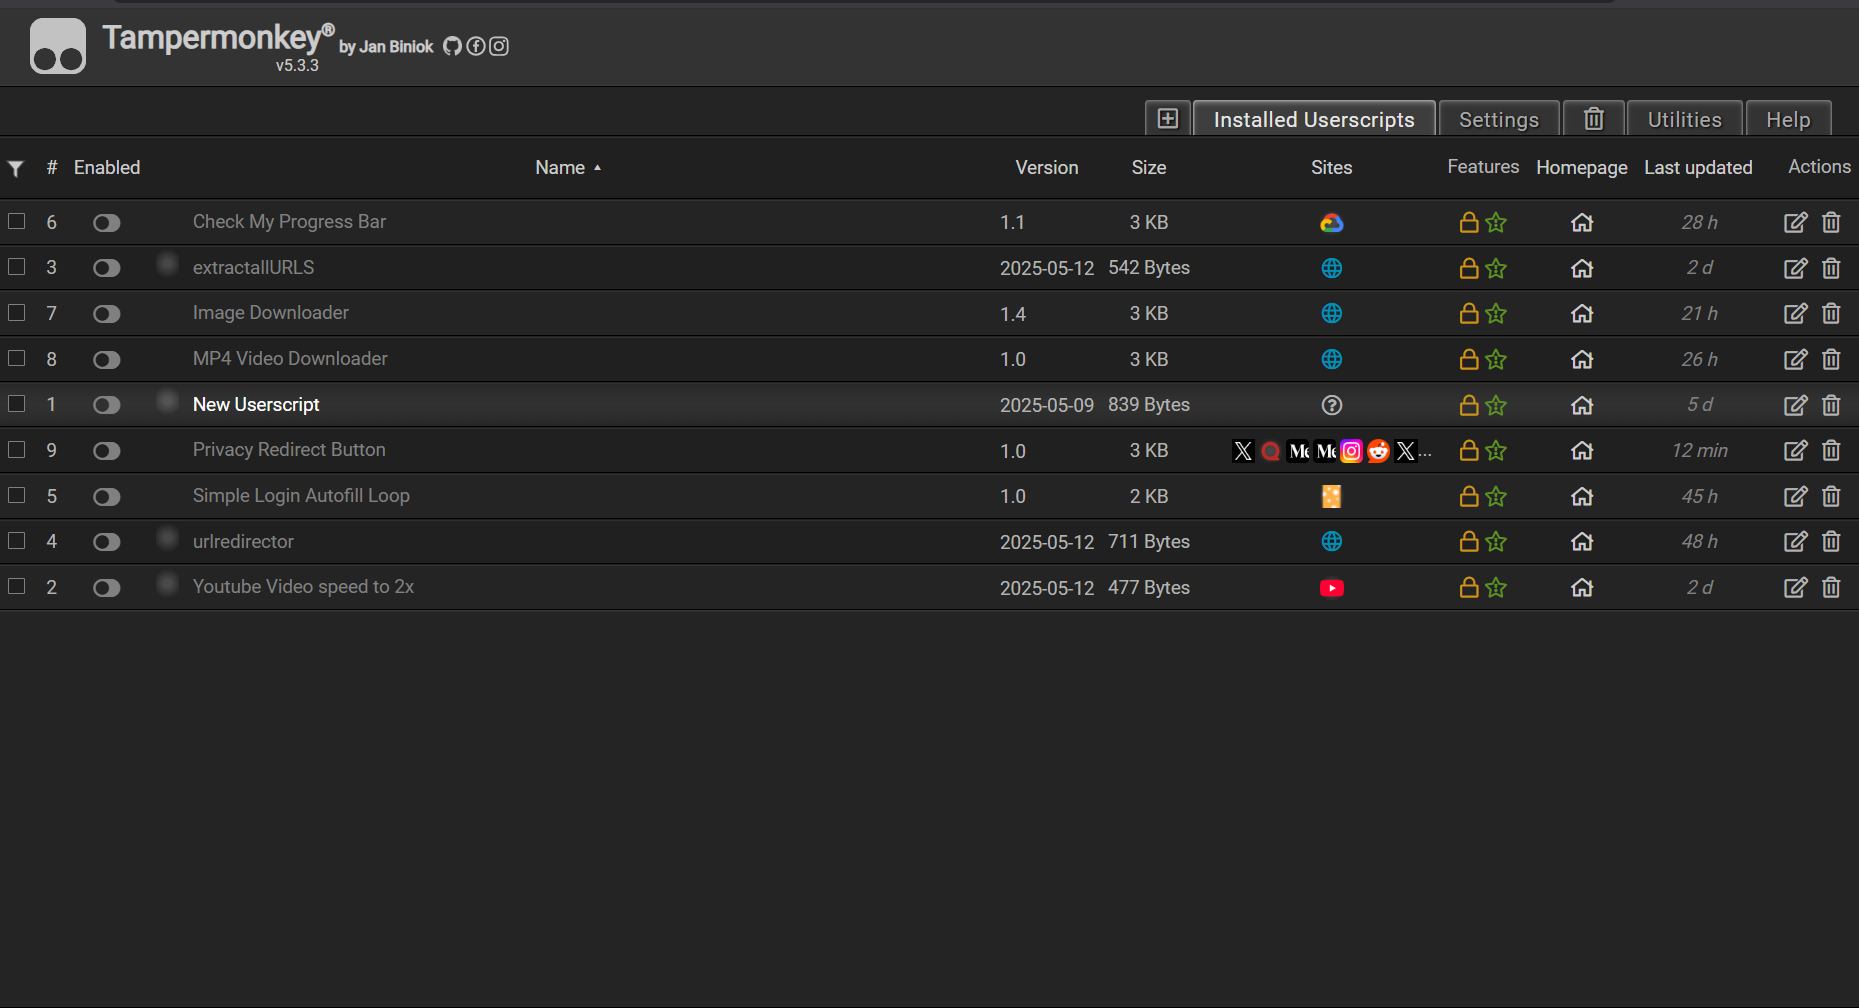 Tampermonkey® by Jan Biniok
v5.3.3
Installed Userscripts Settings Utilities Help
# Enabled Name Version Size Sites Features Homepage Last updated Actions
6 Check My Progress Bar 1.1 3 KB 28 h
3 extractallURLS 2025-05-12 542 Bytes 2 d
7 Image Downloader 1.4 3 KB 21 h
8 MP4 Video Downloader 1.0 3 KB 26 h
1 New Userscript 2025-05-09 839 Bytes 5 d
9 Privacy Redirect Button 1.0 3 KB ... 12 min
5 Simple Login Autofill Loop 1.0 2 KB 45 h
4 urlredirector 2025-05-12 711 Bytes 48 h
2 Youtube Video speed to 2x 2025-05-12 477 Bytes 2 d